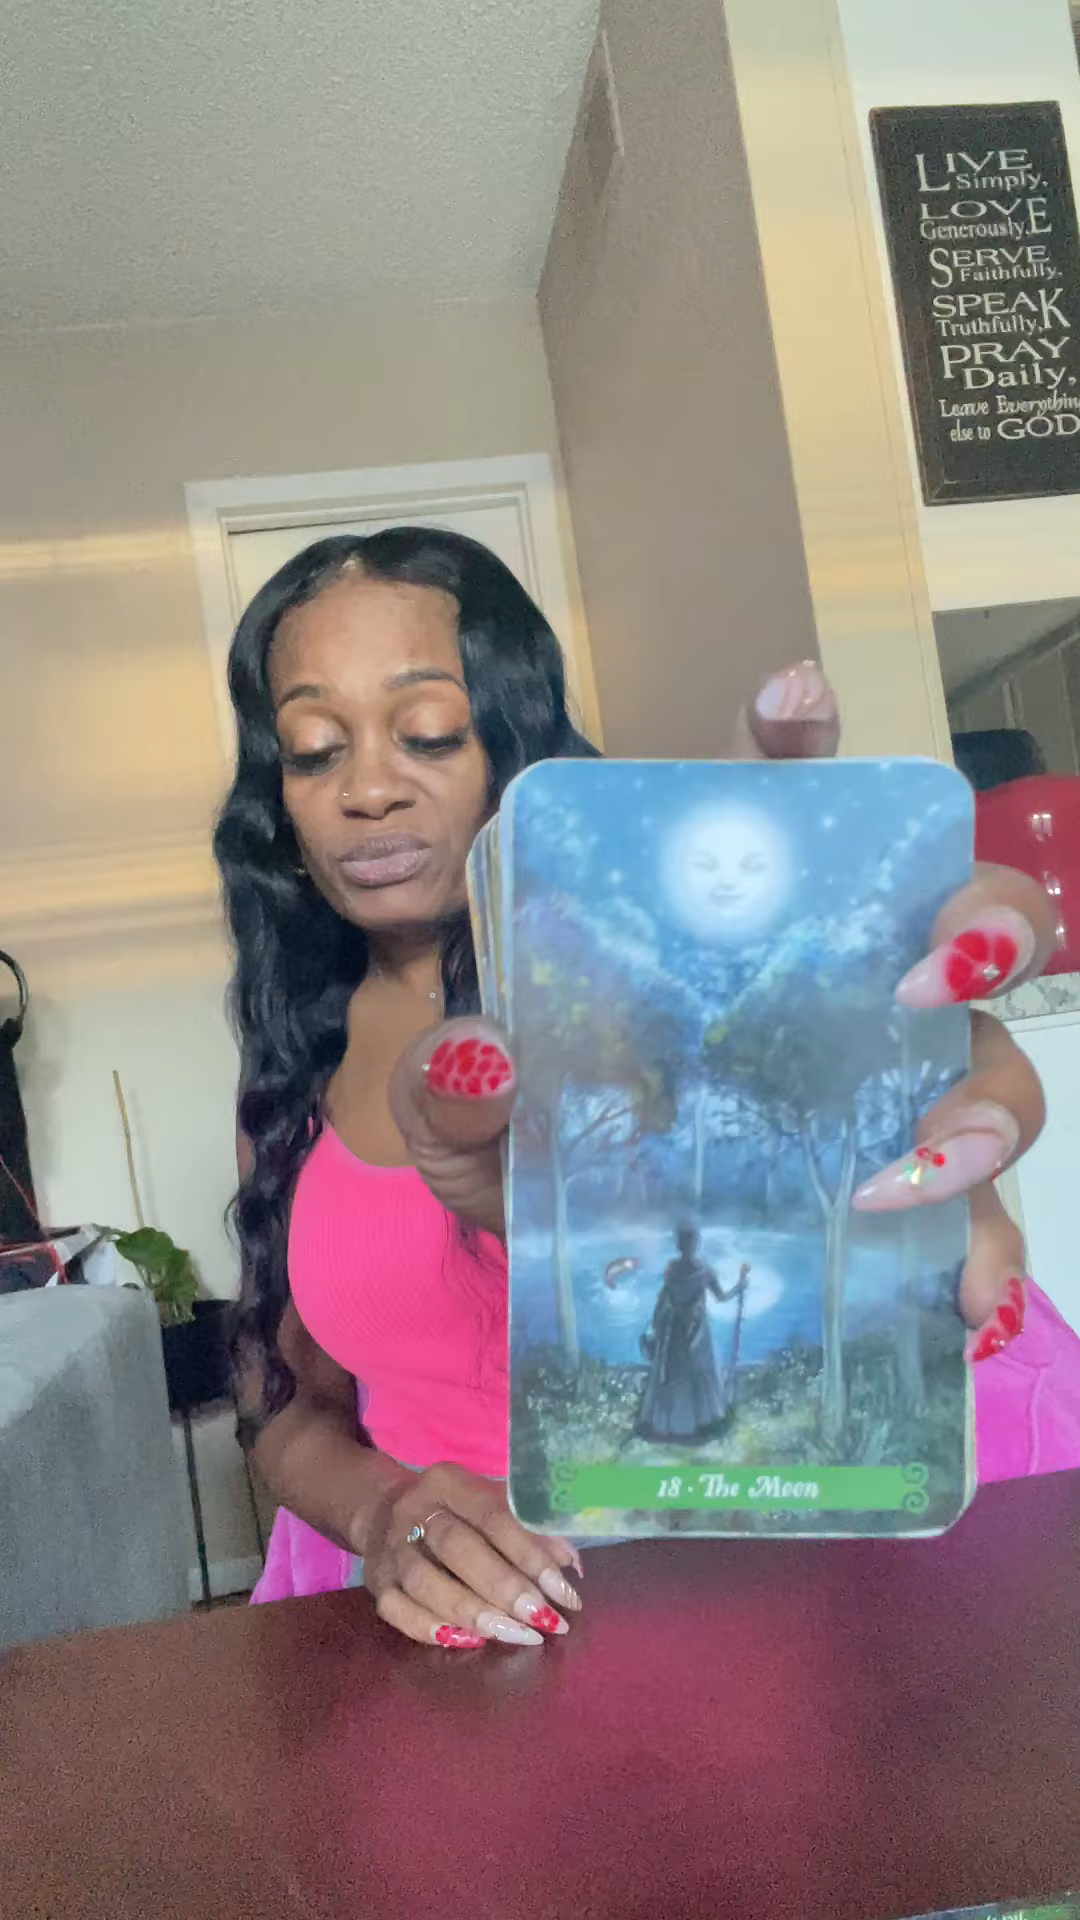 LIVE
Simply,
LOVE
Generously,
SERVE
Faithfully,
SPEAK
Truthfully,
PRAY
Daily,
Leave Everything
else to GOD
18 • The Moon